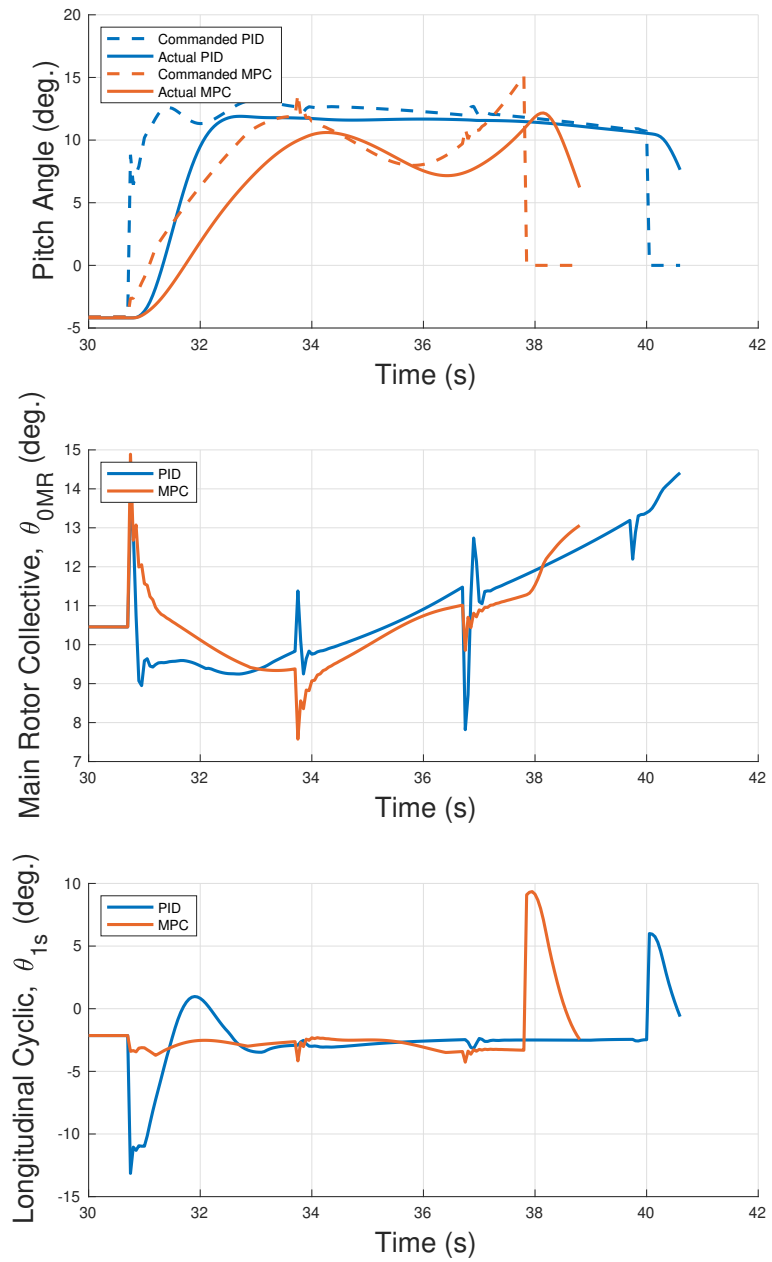 20
15
10
5
0
-5
Pitch Angle (deg.)
Commanded PID
Actual PID
Commanded MPC
Actual MPC
30 32 34 36 38 40 42
Time (s)
15
14
13
12
11
10
9
8
7
Main Rotor Collective, θ0MR (deg.)
PID
MPC
30 32 34 36 38 40 42
Time (s)
10
5
0
-5
-10
-15
Longitudinal Cyclic, θ1s (deg.)
PID
MPC
30 32 34 36 38 40 42
Time (s)